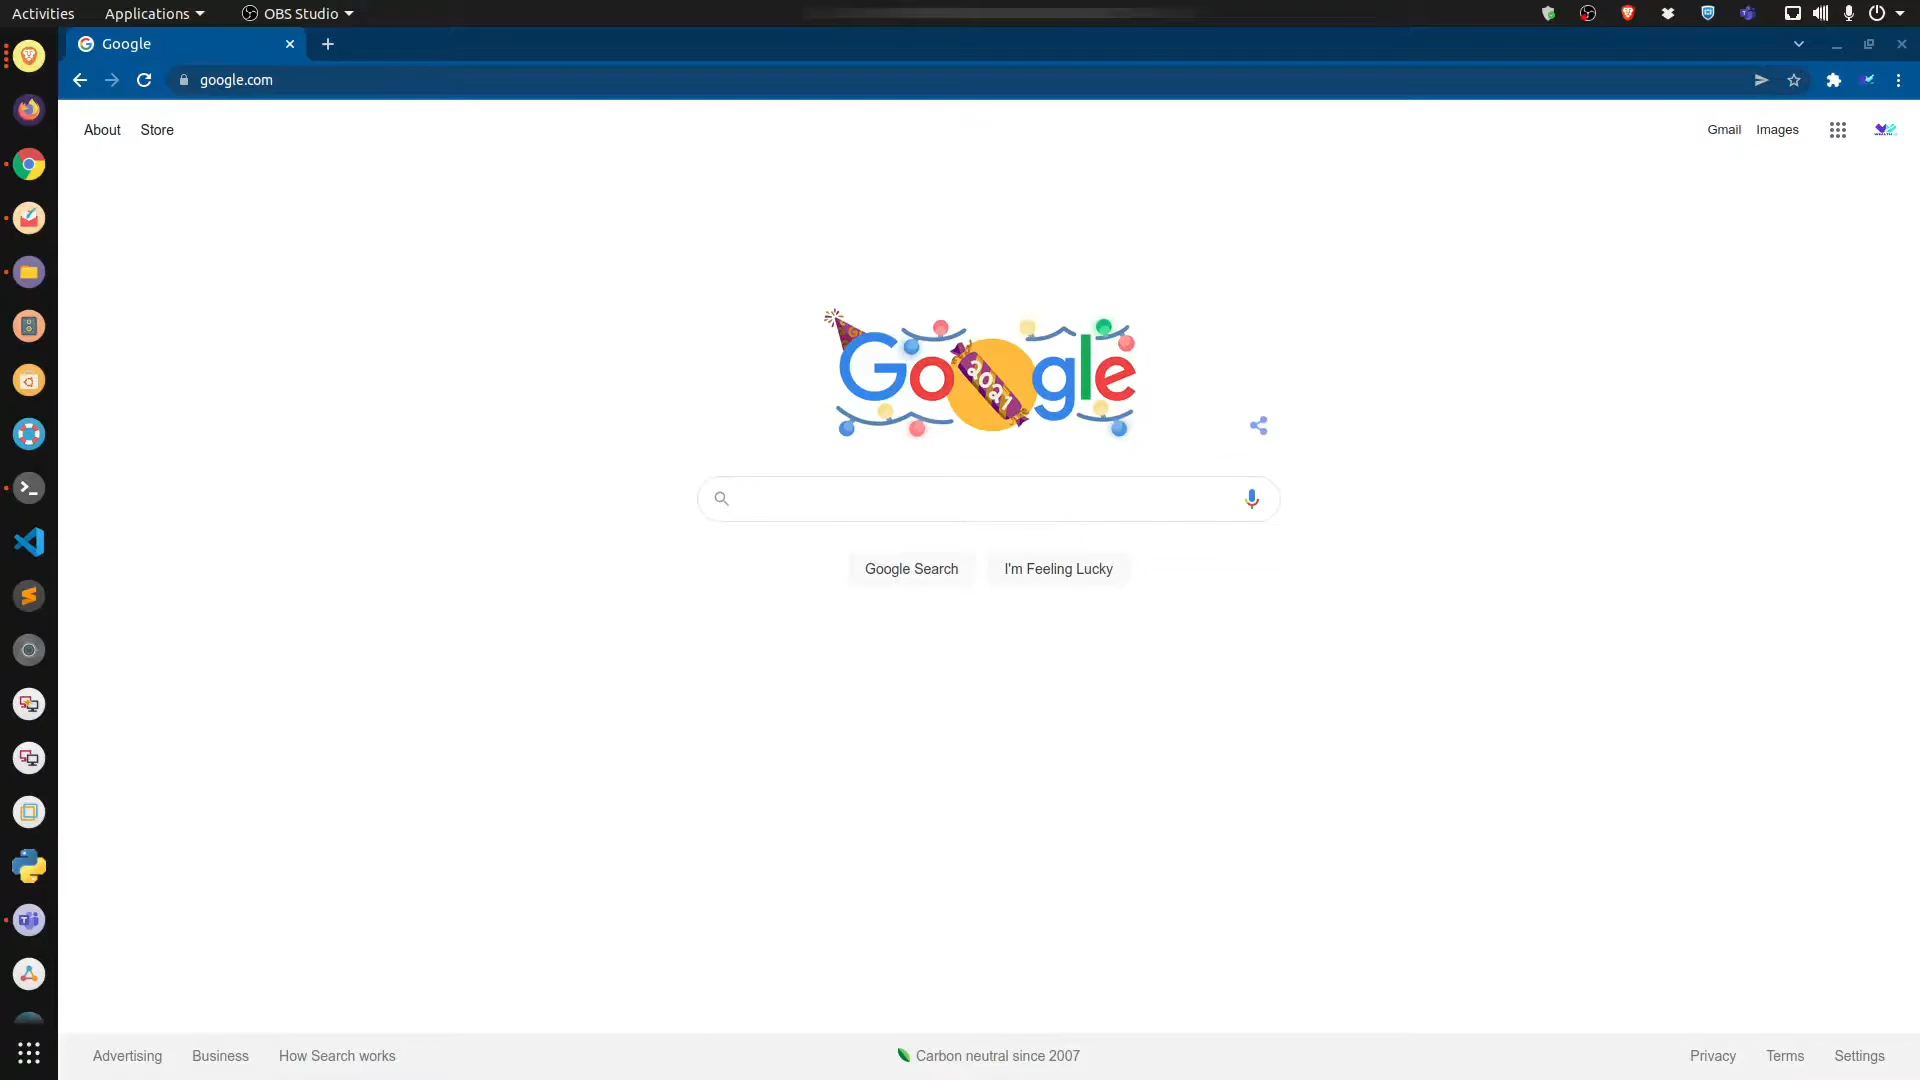 Activities Applications OBS Studio
Google
google.com
About Store Gmail Images
Google
2021
Google Search I'm Feeling Lucky
Advertising Business How Search works Carbon neutral since 2007 Privacy Terms Settings